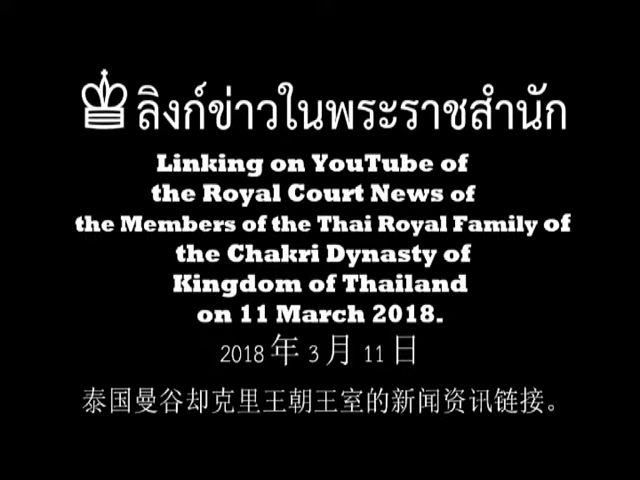 ♔ ลิงก์ข่าวในพระราชสำนัก
Linking on YouTube of
the Royal Court News of
the Members of the Thai Royal Family of
the Chakri Dynasty of
Kingdom of Thailand
on 11 March 2018.
2018 年 3 月 11 日
泰国曼谷却克里王朝王室的新闻资讯链接。